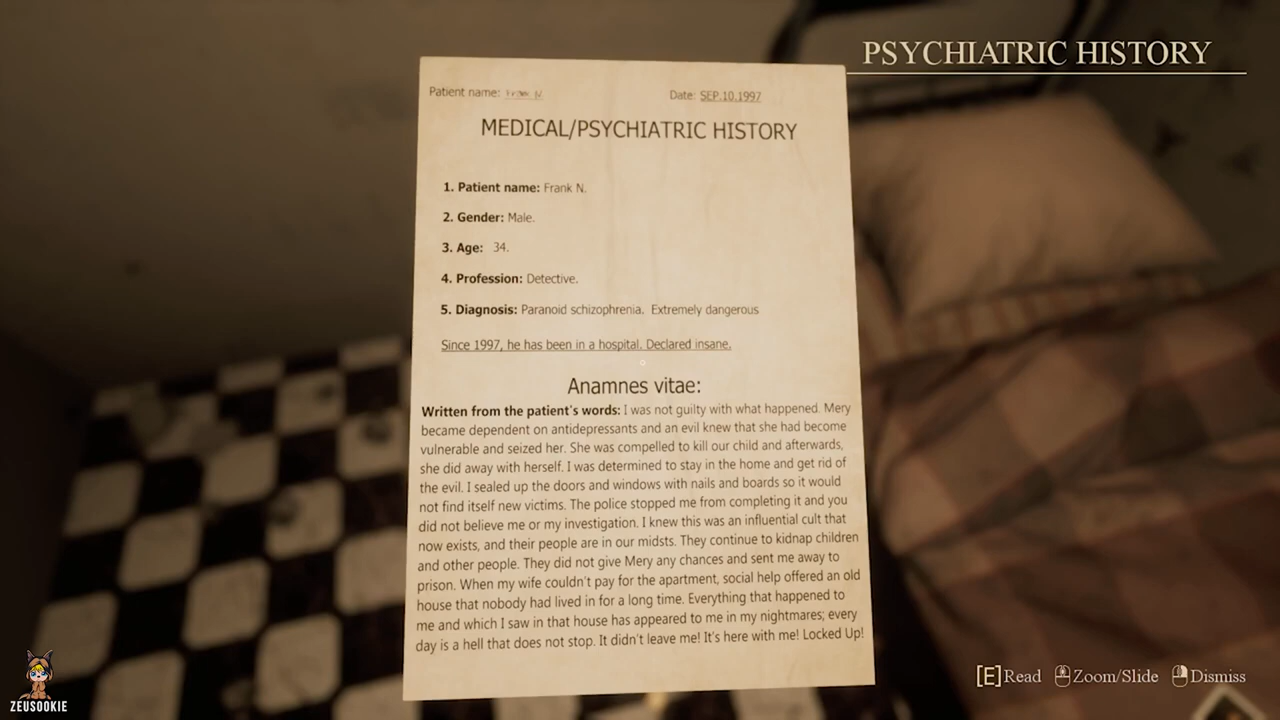 PSYCHIATRIC HISTORY
Patient name: Frank N. Date: SEP.10.1997
MEDICAL/PSYCHIATRIC HISTORY
1. Patient name: Frank N.
2. Gender: Male.
3. Age: 34.
4. Profession: Detective.
5. Diagnosis: Paranoid schizophrenia. Extremely dangerous
Since 1997, he has been in a hospital. Declared insane.
Anamnes vitae:
Written from the patient's words: I was not guilty with what happened. Mery
became dependent on antidepressants and an evil knew that she had become
vulnerable and seized her. She was compelled to kill our child and afterwards,
she did away with herself. I was determined to stay in the home and get rid of
the evil. I sealed up the doors and windows with nails and boards so it would
not find itself new victims. The police stopped me from completing it and you
did not believe me or my investigation. I knew this was an influential cult that
now exists, and their people are in our midsts. They continue to kidnap children
and other people. They did not give Mery any chances and sent me away to
prison. When my wife couldn't pay for the apartment, social help offered an old
house that nobody had lived in for a long time. Everything that happened to
me and which I saw in that house has appeared to me in my nightmares; every
day is a hell that does not stop. It didn't leave me! It's here with me! Locked Up!
[E]Read Zoom/Slide Dismiss
ZEUSOOKIE